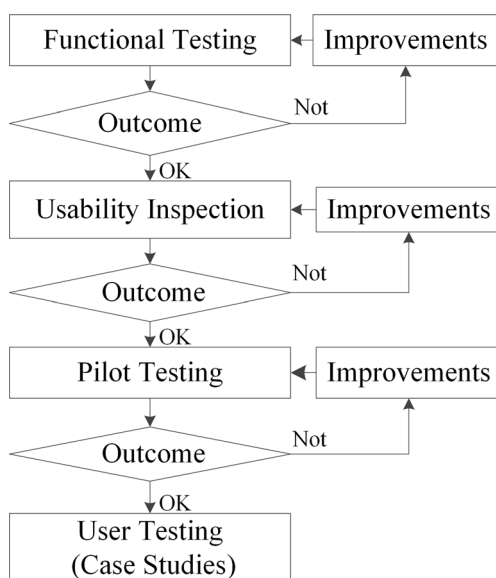 Functional Testing
Improvements
Outcome
Not
OK
Usability Inspection
Improvements
Outcome
Not
OK
Pilot Testing
Improvements
Outcome
Not
OK
User Testing
(Case Studies)